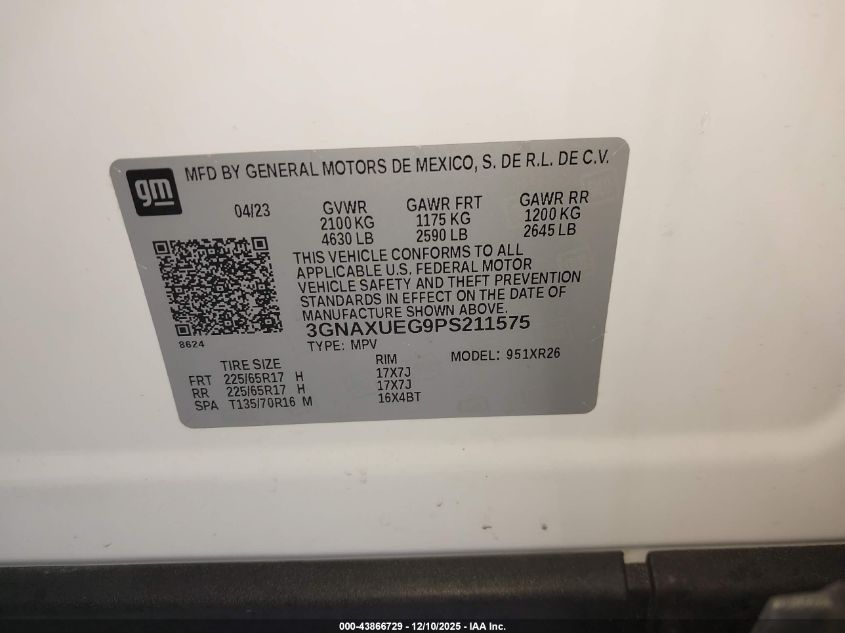 gm
MFD BY GENERAL MOTORS DE MEXICO, S. DE R.L. DE C.V.
04/23 GVWR GAWR FRT GAWR RR
2100 KG 1175 KG 1200 KG
4630 LB 2590 LB 2645 LB
THIS VEHICLE CONFORMS TO ALL
APPLICABLE U.S. FEDERAL MOTOR
VEHICLE SAFETY AND THEFT PREVENTION
STANDARDS IN EFFECT ON THE DATE OF
MANUFACTURE SHOWN ABOVE.
3GNAXUEG9PS211575
8624
TYPE: MPV MODEL: 951XR26
TIRE SIZE RIM
FRT 225/65R17 H 17X7J
RR 225/65R17 H 17X7J
SPA T135/70R16 M 16X4BT
000-43866729 - 12/10/2025 - IAA Inc.